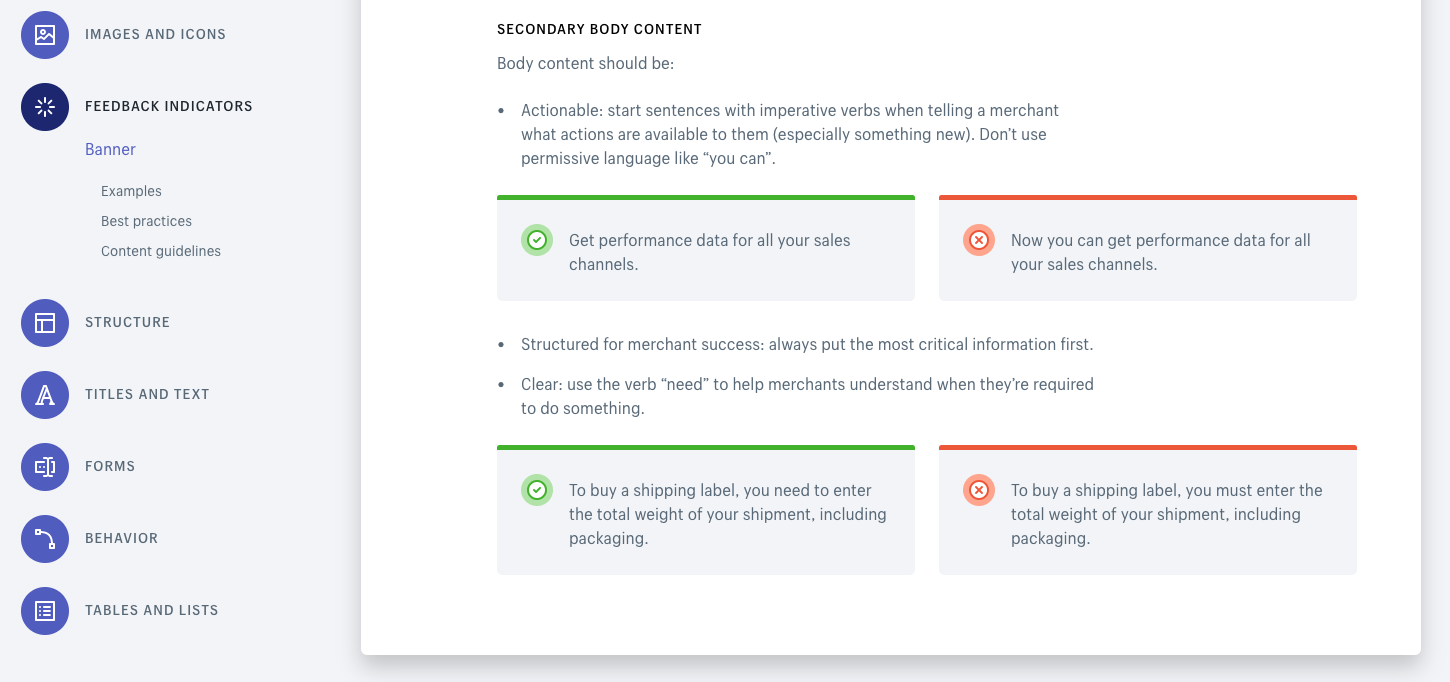 IMAGES AND ICONS
FEEDBACK INDICATORS
Banner
Examples
Best practices
Content guidelines
STRUCTURE
TITLES AND TEXT
FORMS
BEHAVIOR
TABLES AND LISTS
SECONDARY BODY CONTENT
Body content should be:
• Actionable: start sentences with imperative verbs when telling a merchant
what actions are available to them (especially something new). Don’t use
permissive language like “you can”.
Get performance data for all your sales
channels.
Now you can get performance data for all
your sales channels.
• Structured for merchant success: always put the most critical information first.
• Clear: use the verb “need” to help merchants understand when they’re required
to do something.
To buy a shipping label, you need to enter
the total weight of your shipment, including
packaging.
To buy a shipping label, you must enter the
total weight of your shipment, including
packaging.